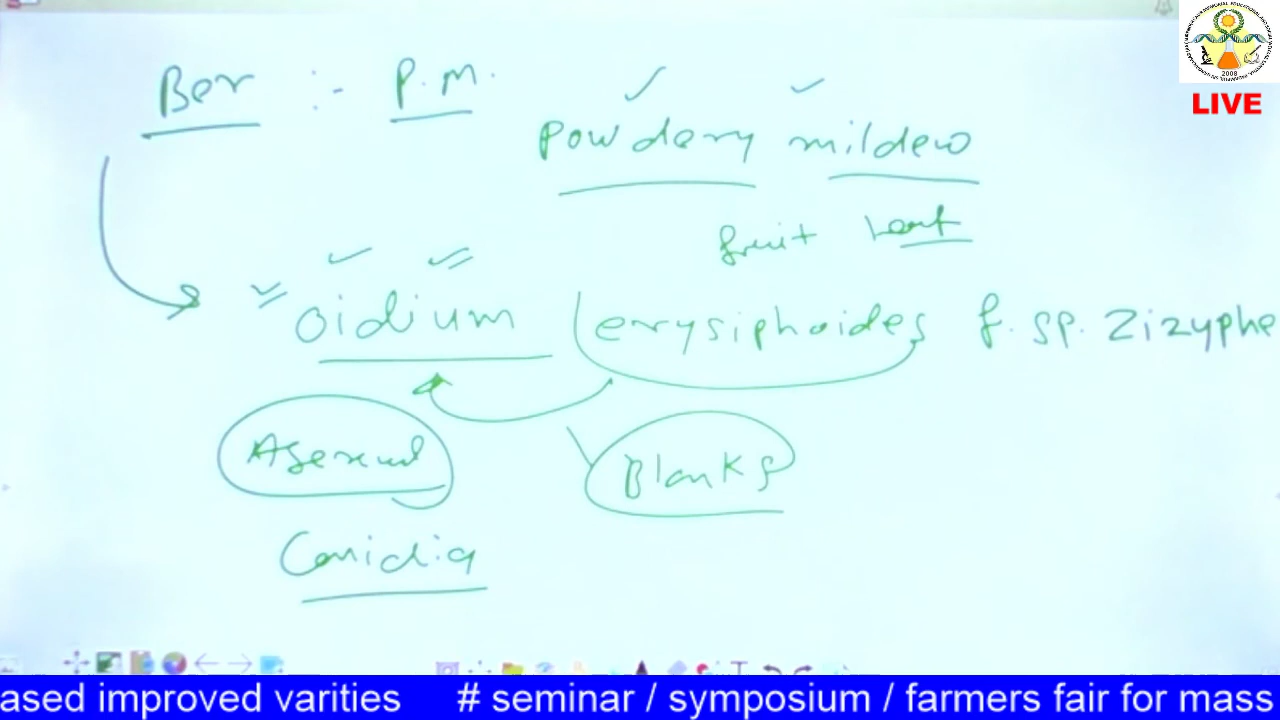 Ber :- P.M.
Powdery mildew
fruit
oidium erysiphoides f. sp. Zizyphe
Asexual
Blanks
Conidia
2008
LIVE
ased improved varities # seminar / symposium / farmers fair for mass